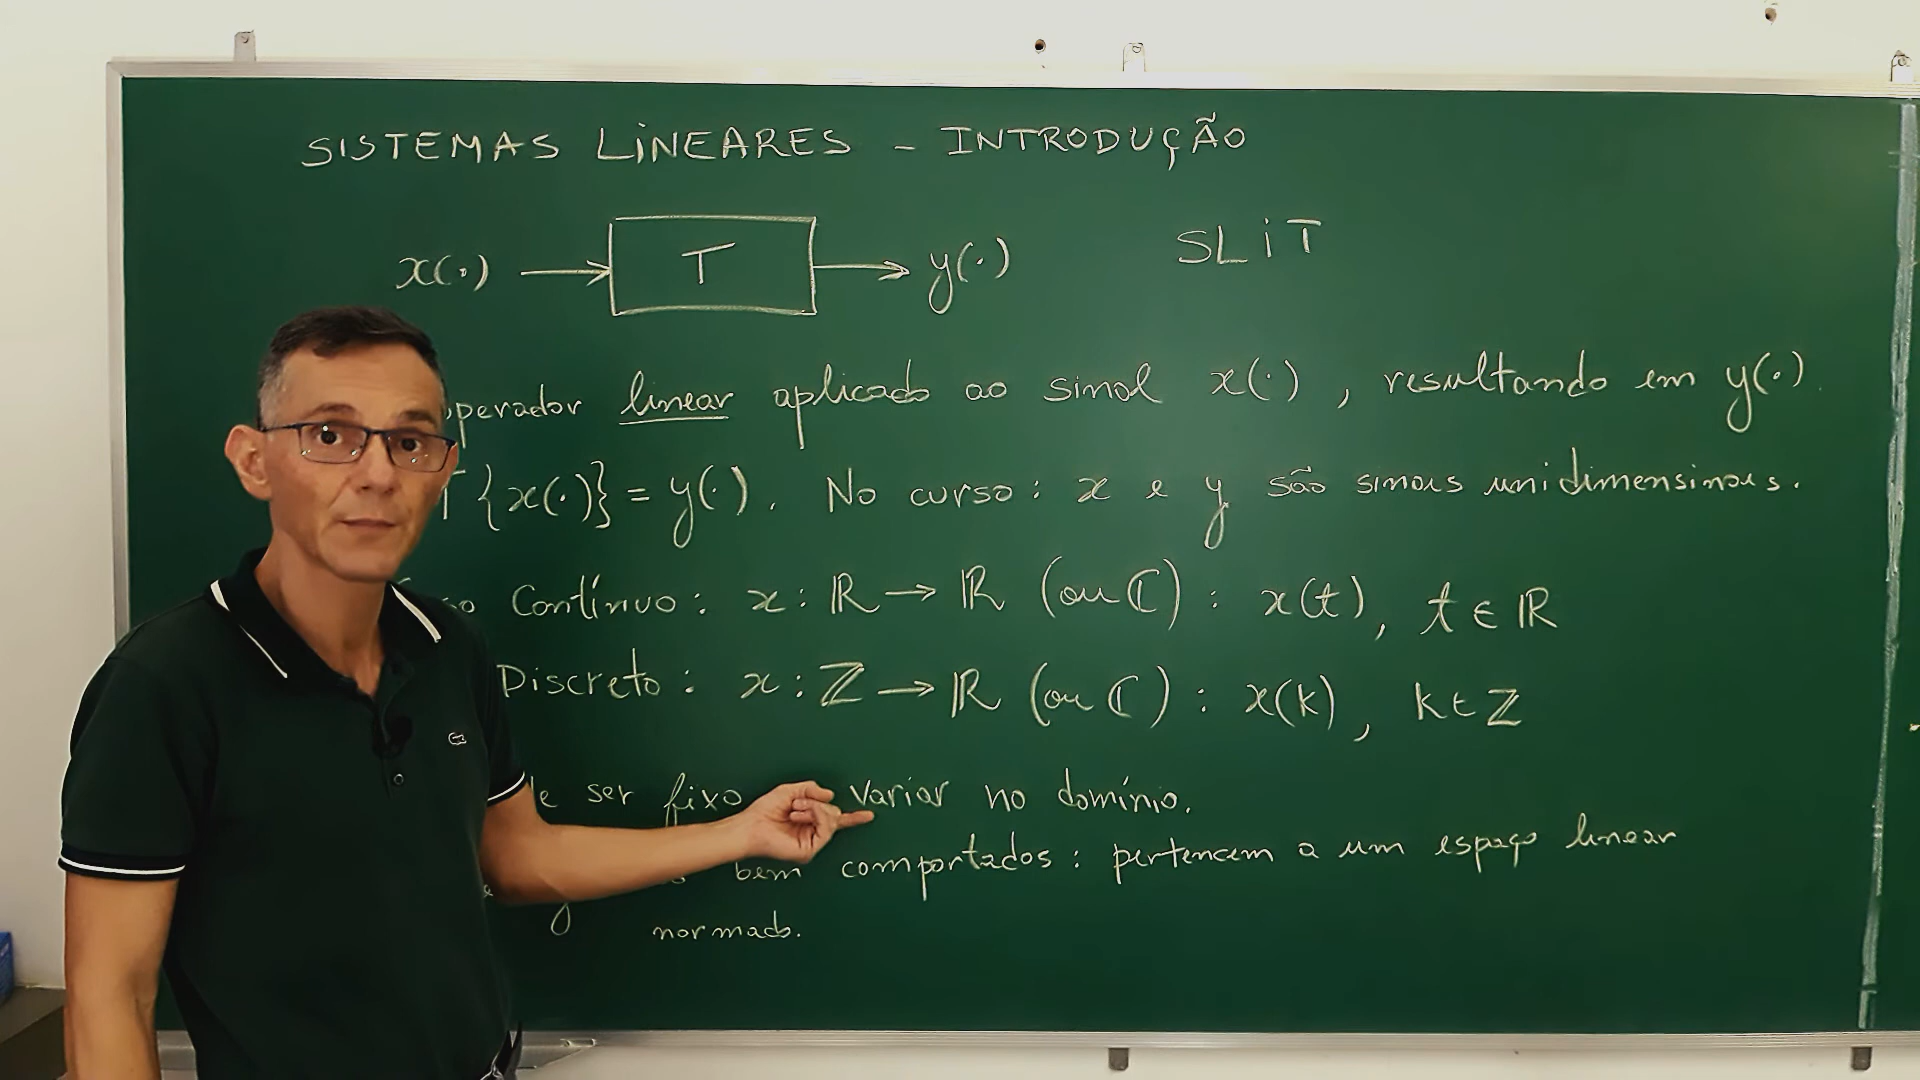 SISTEMAS LINEARES - INTRODUÇÃO
x(·) → T → y(·) SLIT
operador linear aplicado ao sinal x(·), resultando em y(·).
T{x(·)} = y(·). No curso: x e y são sinais unidimensinais.
Contínuo: x: ℝ → ℝ (ou ℂ): x(t), t ∈ ℝ
Discreto: x: ℤ → ℝ (ou ℂ): x(k), k ∈ ℤ
ser fixo variar no domínio.
bem comportados: pertencem a um espaço linear
normado.